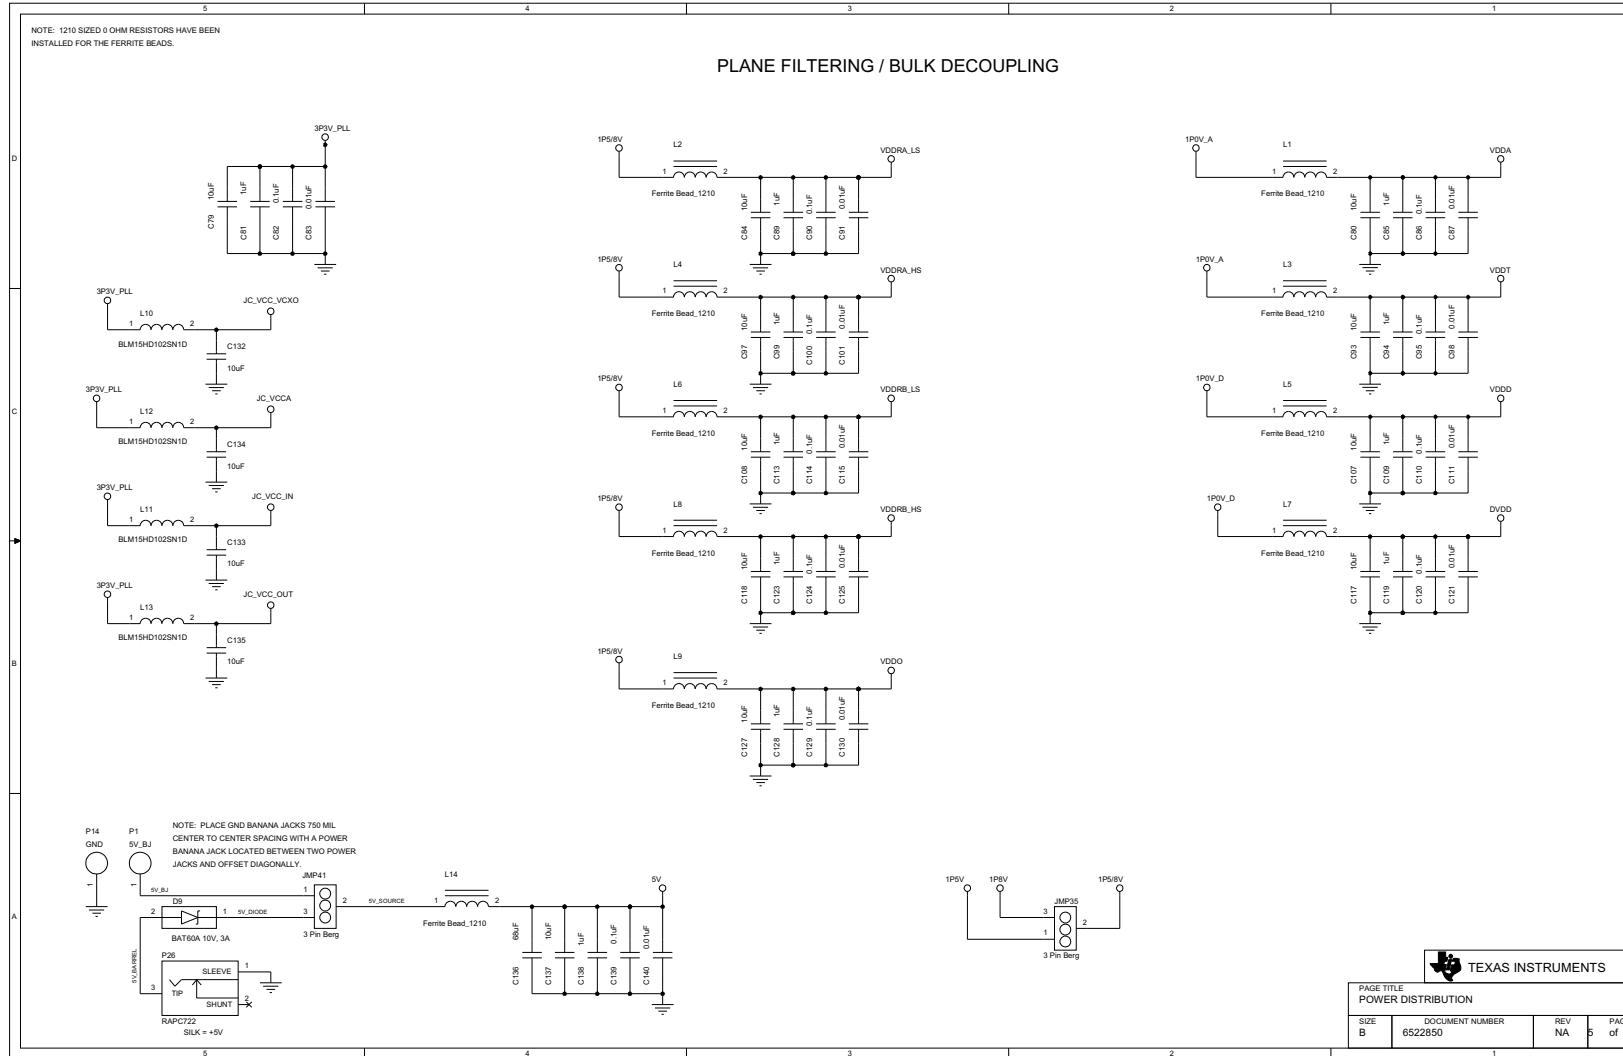 5 4 3 2 1
NOTE: 1210 SIZED 0 OHM RESISTORS HAVE BEEN
INSTALLED FOR THE FERRITE BEADS.
PLANE FILTERING / BULK DECOUPLING
D
C
B
A
3P3V_PLL
10uF 1uF 0.1uF 0.01uF
C79 C81 C82 C83
3P3V_PLL
JC_VCC_VCXO
L10
1 2
BLM15HD102SN1D
C132
10uF
3P3V_PLL
JC_VCCA
L12
1 2
BLM15HD102SN1D
C134
10uF
3P3V_PLL
JC_VCC_IN
L11
1 2
BLM15HD102SN1D
C133
10uF
3P3V_PLL
JC_VCC_OUT
L13
1 2
BLM15HD102SN1D
C135
10uF
1P5/8V
L2
VDDRA_LS
1 2
Ferrite Bead_1210
10uF 1uF 0.1uF 0.01uF
C84 C89 C90 C91
1P5/8V
L4
VDDRA_HS
1 2
Ferrite Bead_1210
10uF 1uF 0.1uF 0.01uF
C97 C99 C100 C101
1P5/8V
L6
VDDRB_LS
1 2
Ferrite Bead_1210
10uF 1uF 0.1uF 0.01uF
C108 C113 C114 C115
1P5/8V
L8
VDDRB_HS
1 2
Ferrite Bead_1210
10uF 1uF 0.1uF 0.01uF
C118 C123 C124 C125
1P5/8V
L9
VDDO
1 2
Ferrite Bead_1210
10uF 1uF 0.1uF 0.01uF
C127 C128 C129 C130
1P0V_A
L1
VDDA
1 2
Ferrite Bead_1210
10uF 1uF 0.1uF 0.01uF
C80 C85 C86 C87
1P0V_A
L3
VDDT
1 2
Ferrite Bead_1210
10uF 1uF 0.1uF 0.01uF
C93 C94 C95 C98
1P0V_D
L5
VDDD
1 2
Ferrite Bead_1210
10uF 1uF 0.1uF 0.01uF
C107 C109 C110 C111
1P0V_D
L7
DVDD
1 2
Ferrite Bead_1210
10uF 1uF 0.1uF 0.01uF
C117 C119 C120 C121
NOTE: PLACE GND BANANA JACKS 750 MIL
CENTER TO CENTER SPACING WITH A POWER
BANANA JACK LOCATED BETWEEN TWO POWER
JACKS AND OFFSET DIAGONALLY.
P14
GND
1
P1
5V_BJ
1
5V_BJ
JMP41
1
2
3
3 Pin Berg
D9
2 1
5V_DIODE
BAT60A 10V, 3A
5V_BARREL
P26
SLEEVE 1
3 TIP
SHUNT 2
RAPC722
SILK = +5V
5V_SOURCE
L14
1 2
Ferrite Bead_1210
5V
68uF 10uF 1uF 0.1uF 0.01uF
C136 C137 C138 C139 C140
1P5V 1P8V 1P5/8V
JMP35
3
2
1
3 Pin Berg
TEXAS INSTRUMENTS
PAGE TITLE
POWER DISTRIBUTION
SIZE DOCUMENT NUMBER REV
B 6522850 NA 5 of
5 4 3 2 1